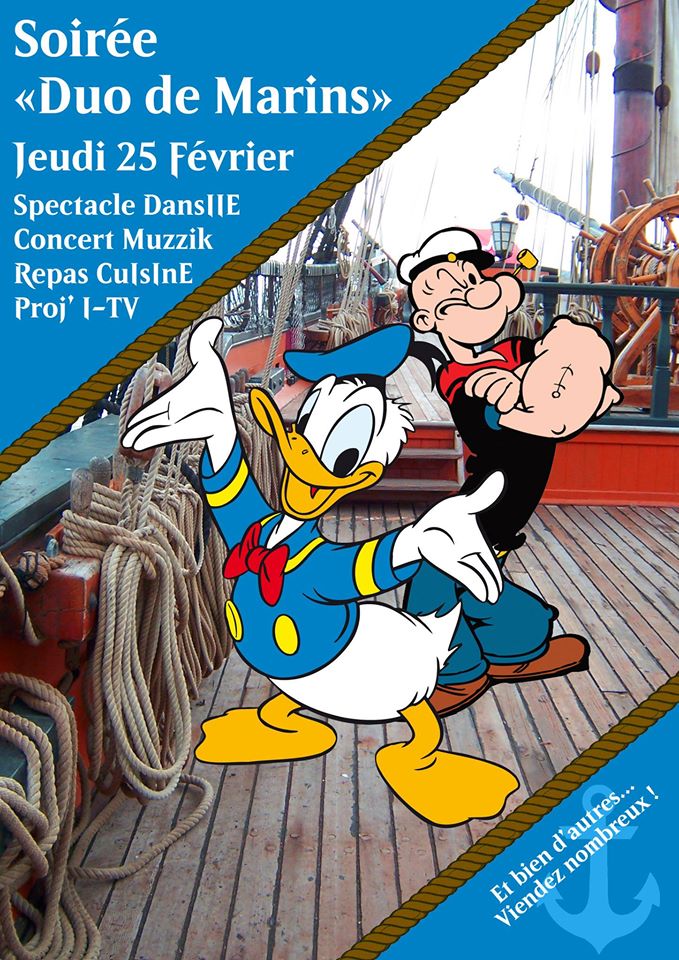 Soirée
«Duo de Marins»
Jeudi 25 Février
Spectacle DansIIE
Concert Muzzik
Repas CuIsInE
Proj' I-TV
Et bien d'autres...
Viendez nombreux !